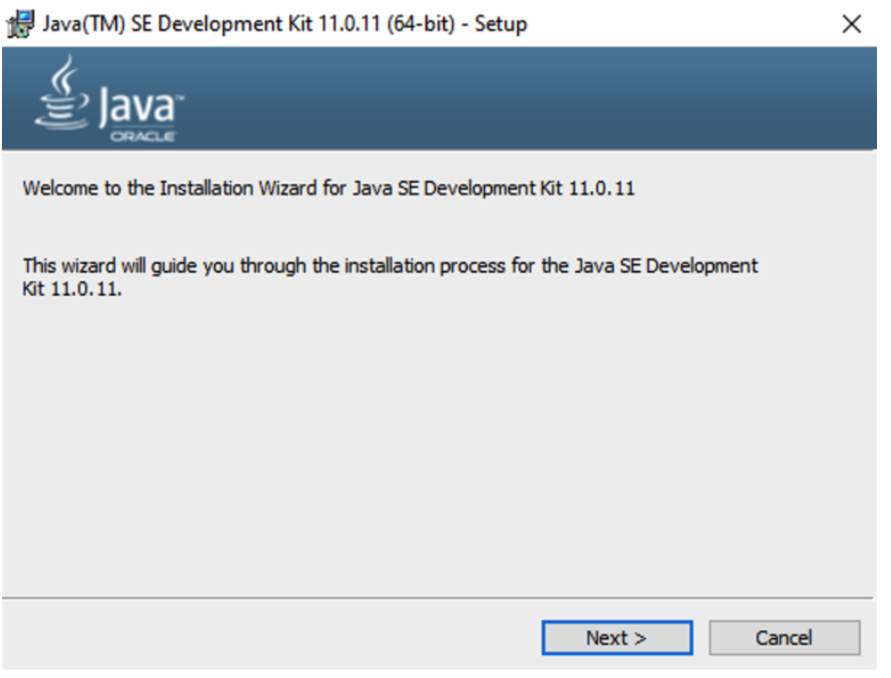 Java(TM) SE Development Kit 11.0.11 (64-bit) - Setup
Java™
ORACLE
Welcome to the Installation Wizard for Java SE Development Kit 11.0.11
This wizard will guide you through the installation process for the Java SE Development
Kit 11.0.11.
Next >
Cancel